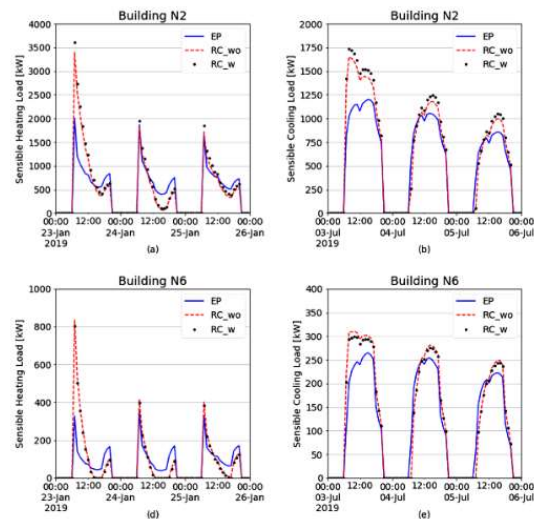 Building N2
Sensible Heating Load [kW]
4000
3500
3000
2500
2000
1500
1000
500
0
EP
RC_wo
RC_w
00:00 12:00 00:00 12:00 00:00 12:00 00:00
23-Jan 24-Jan 25-Jan 26-Jan
2019
(a)
Building N2
Sensible Cooling Load [kW]
2000
1750
1500
1250
1000
750
500
250
0
EP
RC_wo
RC_w
00:00 12:00 00:00 12:00 00:00 12:00 00:00
03-Jul 04-Jul 05-Jul 06-Jul
2019
(b)
Building N6
Sensible Heating Load [kW]
1000
800
600
400
200
0
EP
RC_wo
RC_w
00:00 12:00 00:00 12:00 00:00 12:00 00:00
23-Jan 24-Jan 25-Jan 26-Jan
2019
(d)
Building N6
Sensible Cooling Load [kW]
400
350
300
250
200
150
100
50
0
EP
RC_wo
RC_w
00:00 12:00 00:00 12:00 00:00 12:00 00:00
03-Jul 04-Jul 05-Jul 06-Jul
2019
(e)